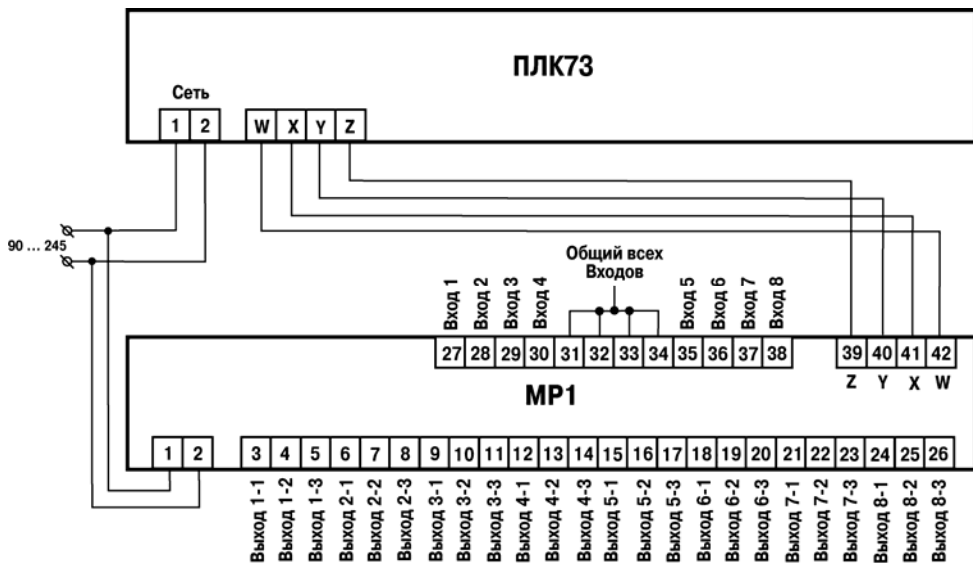 ПЛК73
Сеть
1 2 W X Y Z
90 ... 245
Общий всех
Входов
Вход 1
Вход 2
Вход 3
Вход 4
Вход 5
Вход 6
Вход 7
Вход 8
27 28 29 30 31 32 33 34 35 36 37 38 39 40 41 42
Z Y X W
МР1
1 2 3 4 5 6 7 8 9 10 11 12 13 14 15 16 17 18 19 20 21 22 23 24 25 26
Выход 1-1
Выход 1-2
Выход 1-3
Выход 2-1
Выход 2-2
Выход 2-3
Выход 3-1
Выход 3-2
Выход 3-3
Выход 4-1
Выход 4-2
Выход 4-3
Выход 5-1
Выход 5-2
Выход 5-3
Выход 6-1
Выход 6-2
Выход 6-3
Выход 7-1
Выход 7-2
Выход 7-3
Выход 8-1
Выход 8-2
Выход 8-3